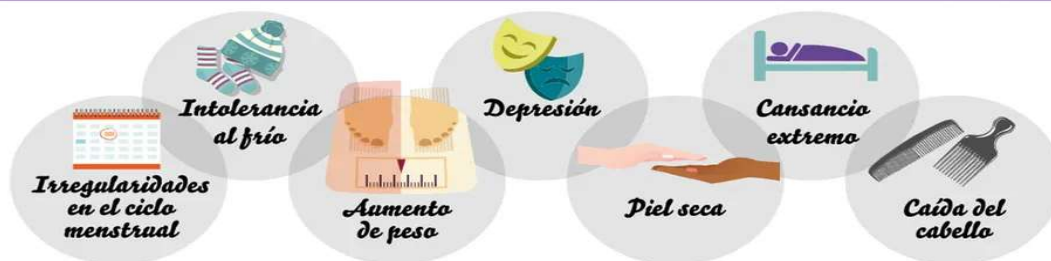 Irregularidades
en el ciclo
menstrual
Intolerancia
al frío
Aumento
de peso
Depresión
Piel seca
Cansancio
extremo
Caída del
cabello